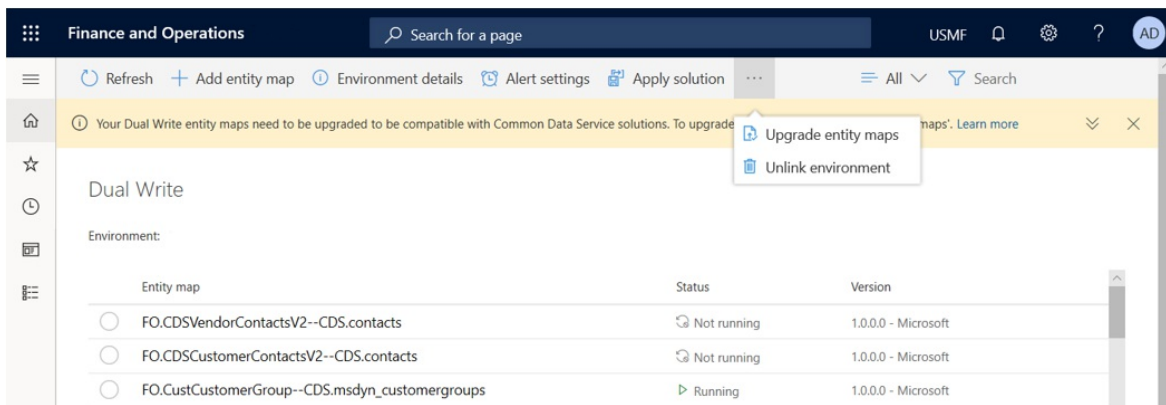 Finance and Operations Search for a page USMF ? AD
Refresh Add entity map Environment details Alert settings Apply solution ... All Search
Your Dual Write entity maps need to be upgraded to be compatible with Common Data Service solutions. To upgrade maps'. Learn more
Upgrade entity maps
Unlink environment
Dual Write
Environment:
Entity map Status Version
FO.CDSVendorContactsV2--CDS.contacts Not running 1.0.0.0 - Microsoft
FO.CDSCustomerContactsV2--CDS.contacts Not running 1.0.0.0 - Microsoft
FO.CustCustomerGroup--CDS.msdyn_customergroups Running 1.0.0.0 - Microsoft